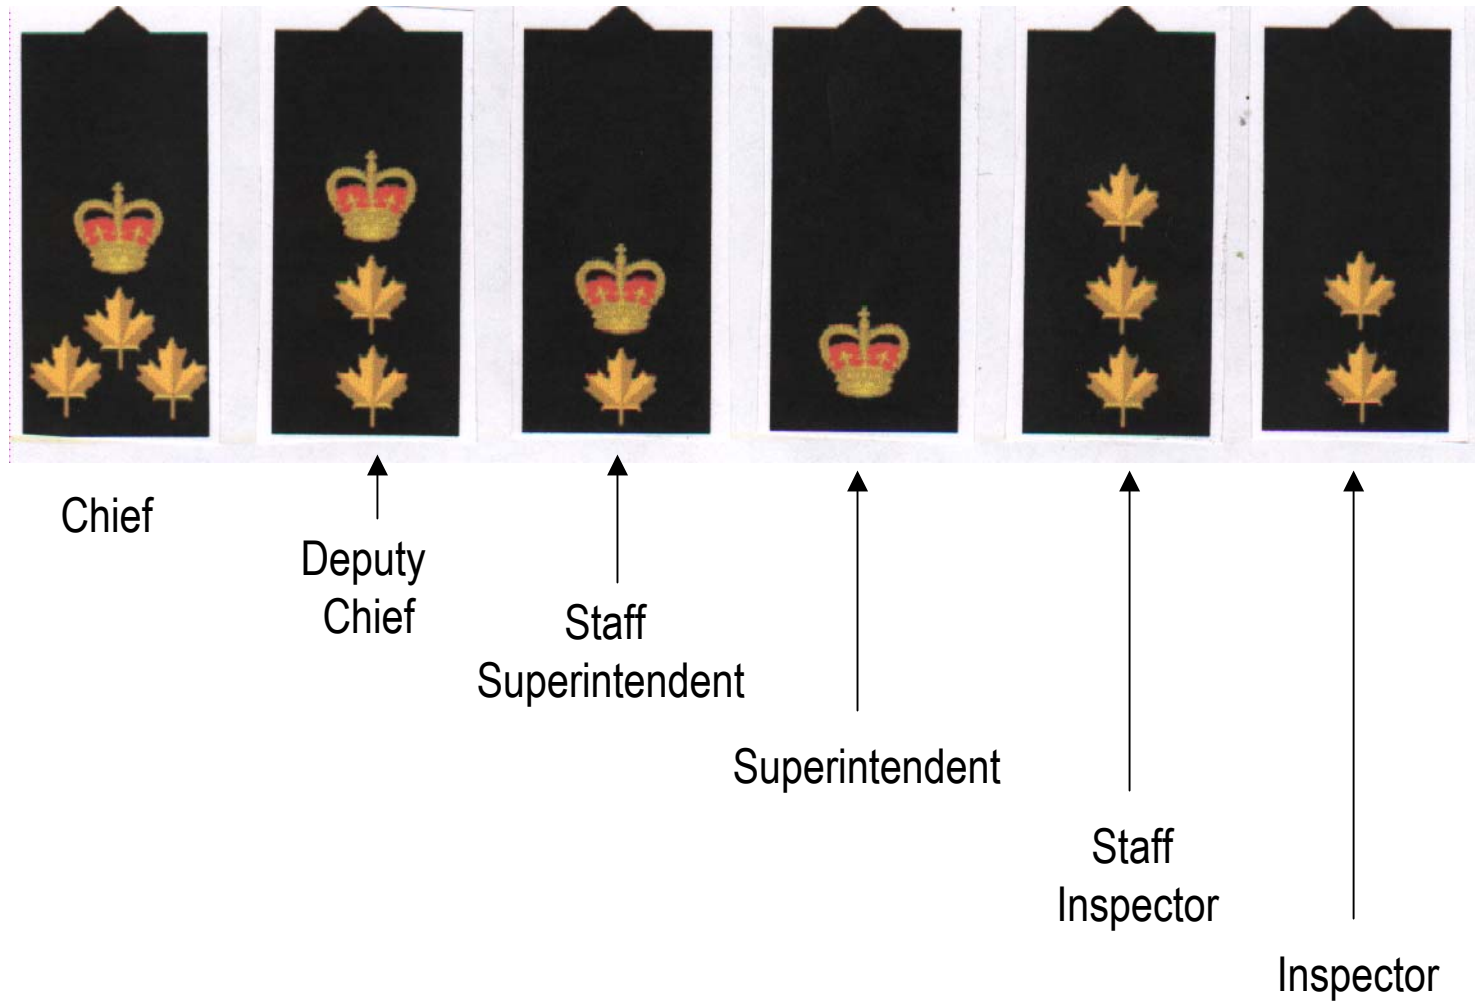 Chief
Deputy
Chief
Staff
Superintendent
Superintendent
Staff
Inspector
Inspector